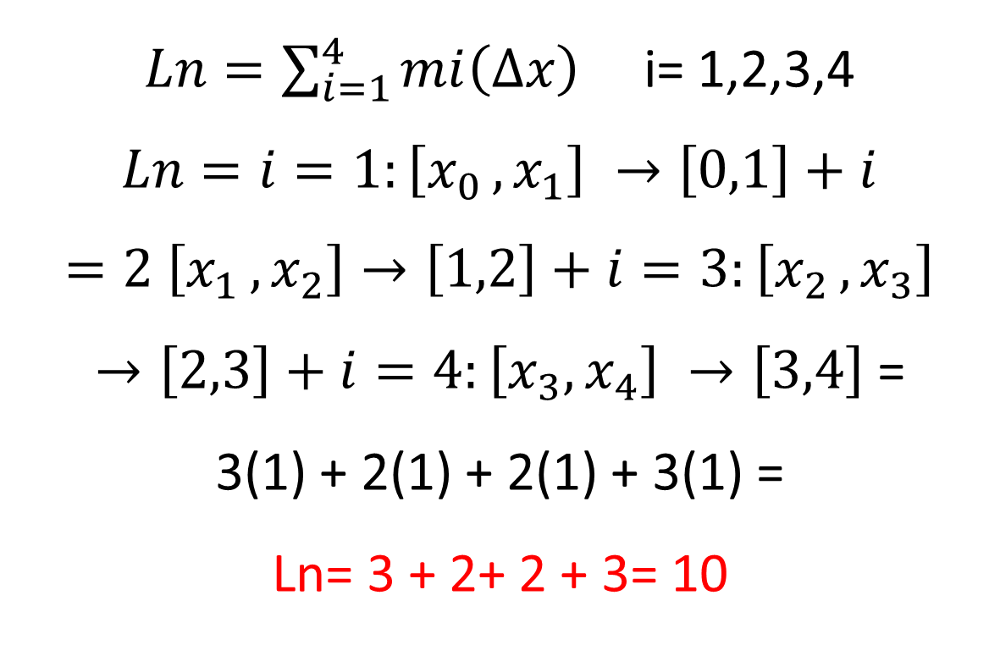 Ln = ∑_{i=1}^{4} mi(Δx) i= 1,2,3,4
Ln = i = 1: [x₀ , x₁] → [0,1] + i
= 2 [x₁ , x₂] → [1,2] + i = 3: [x₂ , x₃]
→ [2,3] + i = 4: [x₃, x₄] → [3,4] =
3(1) + 2(1) + 2(1) + 3(1) =
Ln= 3 + 2+ 2 + 3= 10